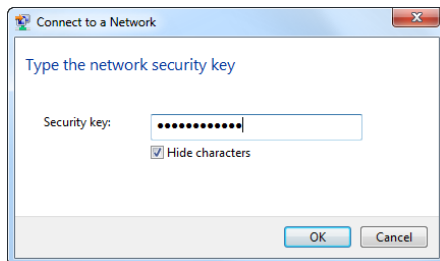 Connect to a Network
Type the network security key
Security key: ••••••••••••
Hide characters
OK Cancel